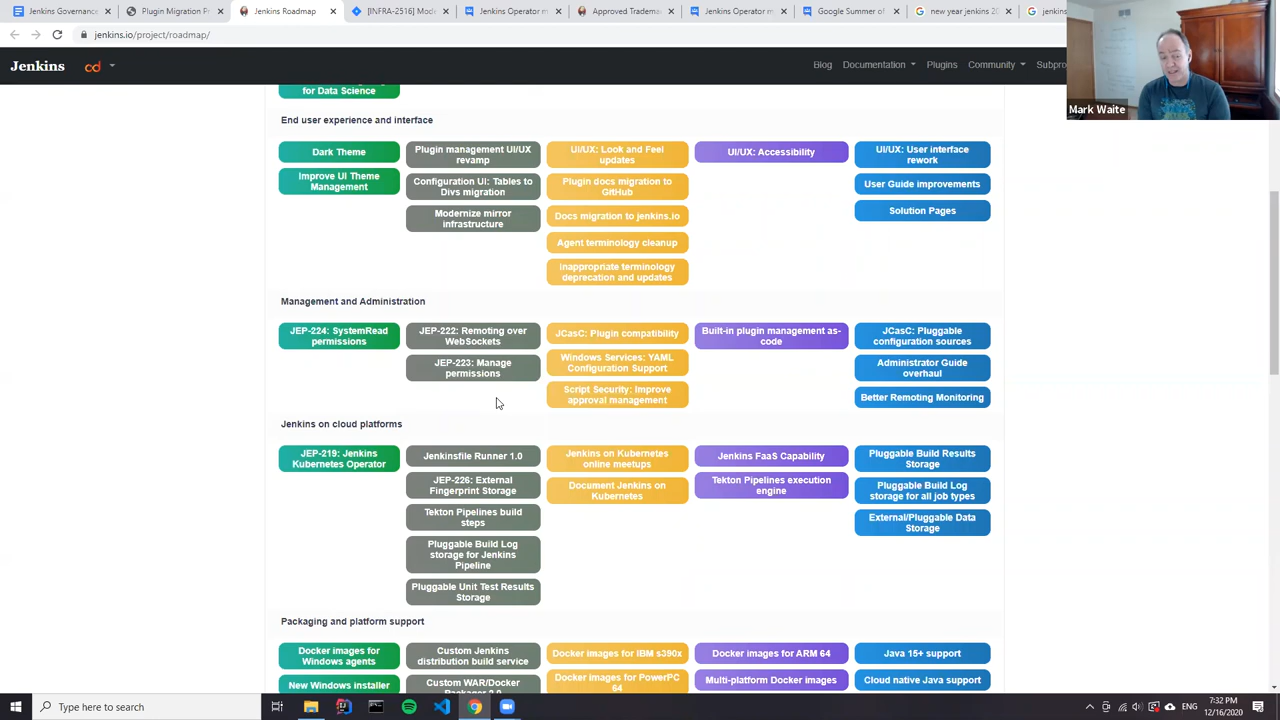 Jenkins Governance
Plugin Migration Pr
Jenkins Roadmap
[INFRA-2516] Mod
Jenkins Operator m
Approved Tradema
Jenkins Operator m
Google Summer of
new year jenkins 20
jenkins
jenkins.io/project/roadmap/
Jenkins
cd
Blog
Documentation
Plugins
Community
Subpro
Mark Waite
for Data Science
End user experience and interface
Dark Theme
Improve UI Theme
Management
Plugin management UI/UX
revamp
Configuration UI: Tables to
Divs migration
Modernize mirror
infrastructure
UI/UX: Look and Feel
updates
Plugin docs migration to
GitHub
Docs migration to jenkins.io
Agent terminology cleanup
Inappropriate terminology
deprecation and updates
UI/UX: Accessibility
UI/UX: User interface
rework
User Guide improvements
Solution Pages
Management and Administration
JEP-224: SystemRead
permissions
JEP-222: Remoting over
WebSockets
JEP-223: Manage
permissions
JCasC: Plugin compatibility
Windows Services: YAML
Configuration Support
Script Security: Improve
approval management
Built-in plugin management as-
code
JCasC: Pluggable
configuration sources
Administrator Guide
overhaul
Better Remoting Monitoring
Jenkins on cloud platforms
JEP-219: Jenkins
Kubernetes Operator
Jenkinsfile Runner 1.0
JEP-226: External
Fingerprint Storage
Tekton Pipelines build
steps
Pluggable Build Log
storage for Jenkins
Pipeline
Pluggable Unit Test Results
Storage
Jenkins on Kubernetes
online meetups
Document Jenkins on
Kubernetes
Jenkins FaaS Capability
Tekton Pipelines execution
engine
Pluggable Build Results
Storage
Pluggable Build Log
storage for all job types
External/Pluggable Data
Storage
Packaging and platform support
Docker images for
Windows agents
New Windows installer
Custom Jenkins
distribution build service
Custom WAR/Docker
Packager 2.0
Docker images for IBM s390x
Docker images for PowerPC
64
Docker images for ARM 64
Multi-platform Docker images
Java 15+ support
Cloud native Java support
Type here to search
7:32 PM
12/16/2020